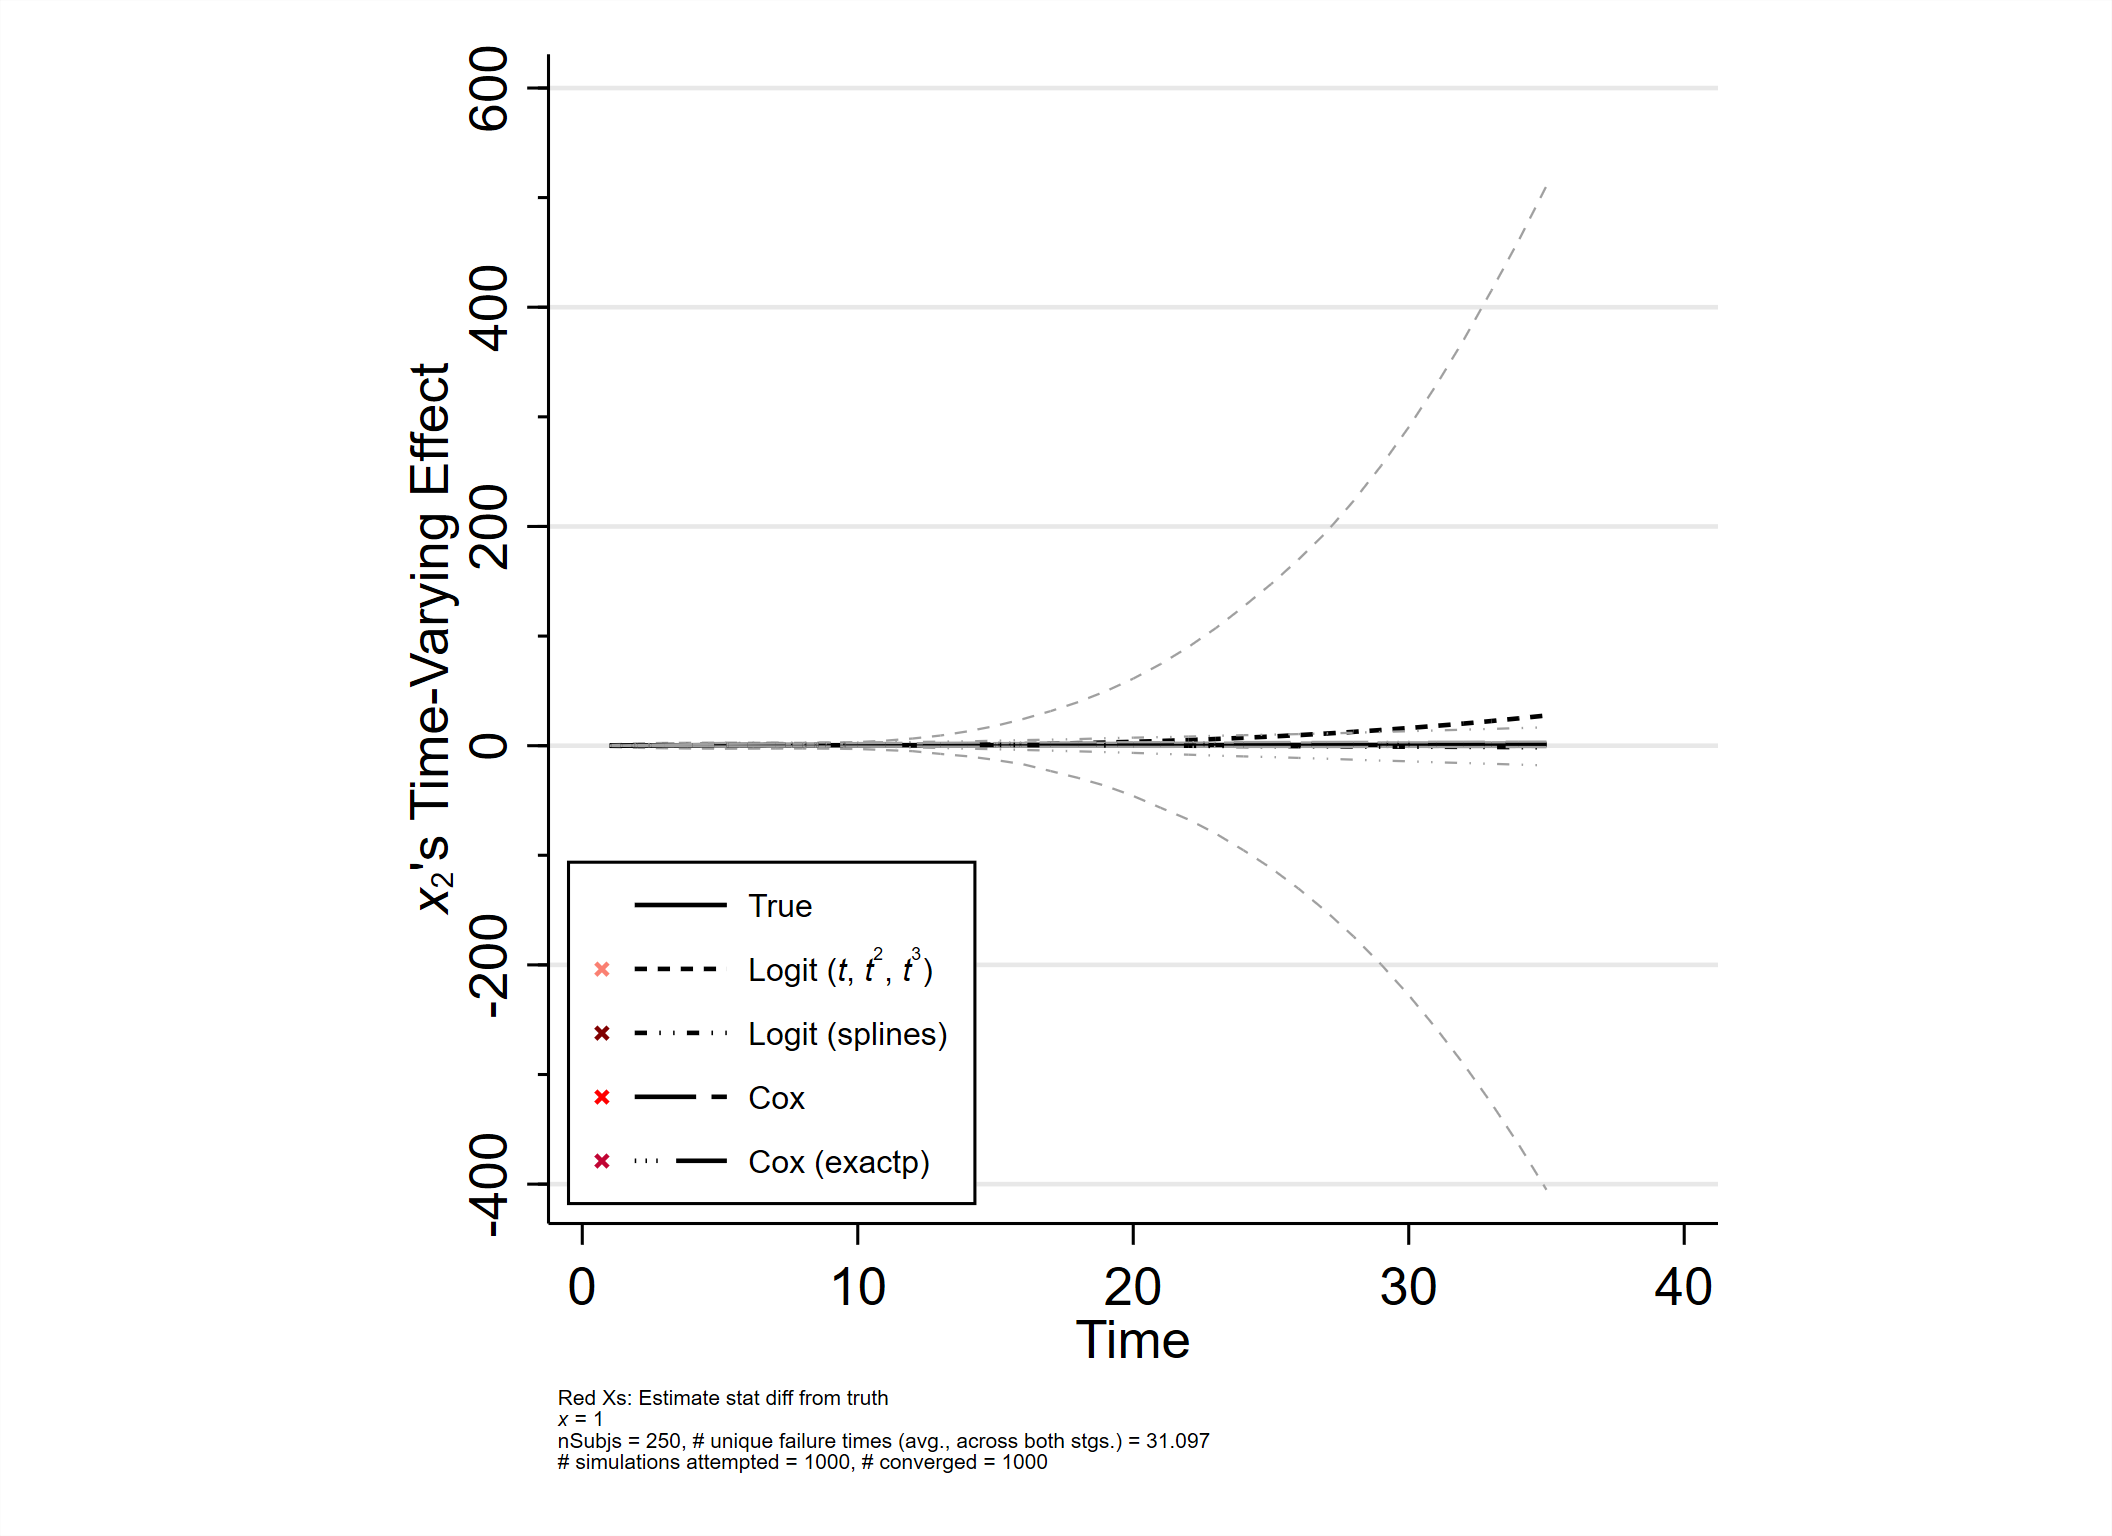 600
400
200
0
-200
-400
x₂'s Time-Varying Effect
True
Logit (t, t², t³)
Logit (splines)
Cox
Cox (exactp)
0 10 20 30 40
Time
Red Xs: Estimate stat diff from truth
x = 1
nSubjs = 250, # unique failure times (avg., across both stgs.) = 31.097
# simulations attempted = 1000, # converged = 1000